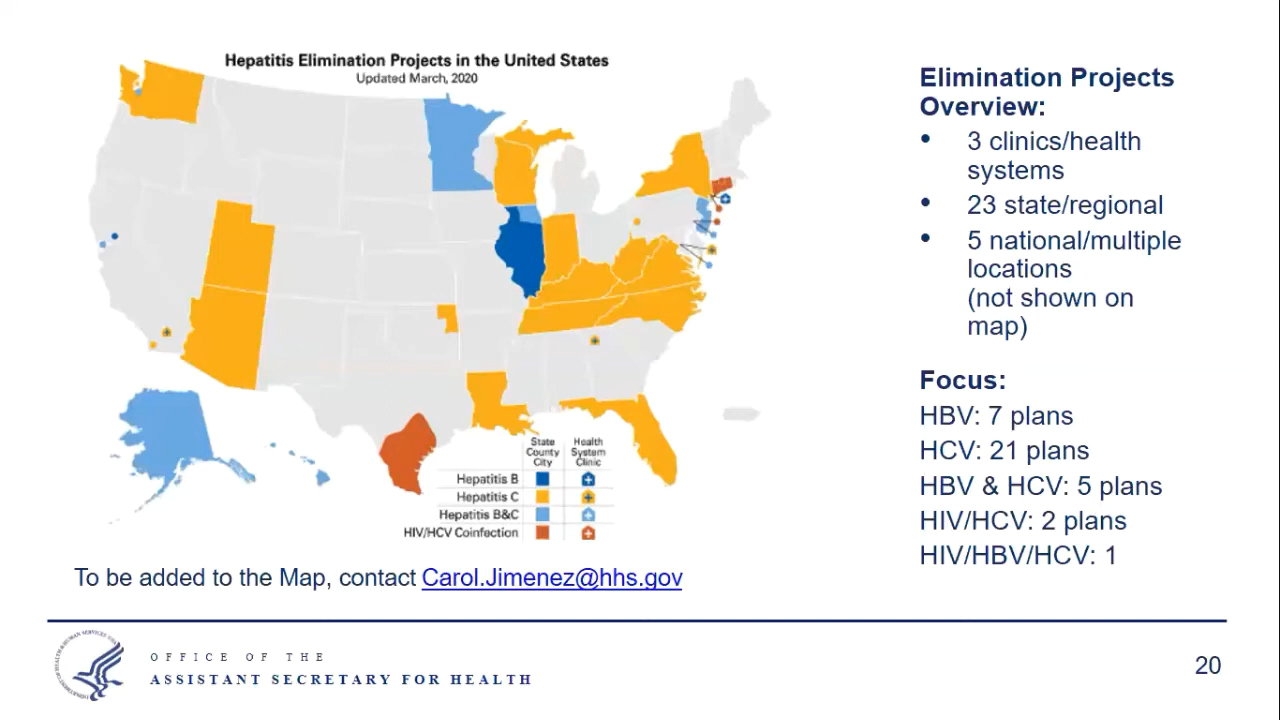 Hepatitis Elimination Projects in the United States
Updated March, 2020
State County City
Health System Clinic
Hepatitis B
Hepatitis C
Hepatitis B&C
HIV/HCV Coinfection
To be added to the Map, contact Carol.Jimenez@hhs.gov
Elimination Projects
Overview:
• 3 clinics/health
systems
• 23 state/regional
• 5 national/multiple
locations
(not shown on
map)
Focus:
HBV: 7 plans
HCV: 21 plans
HBV & HCV: 5 plans
HIV/HCV: 2 plans
HIV/HBV/HCV: 1
OFFICE OF THE
ASSISTANT SECRETARY FOR HEALTH
20